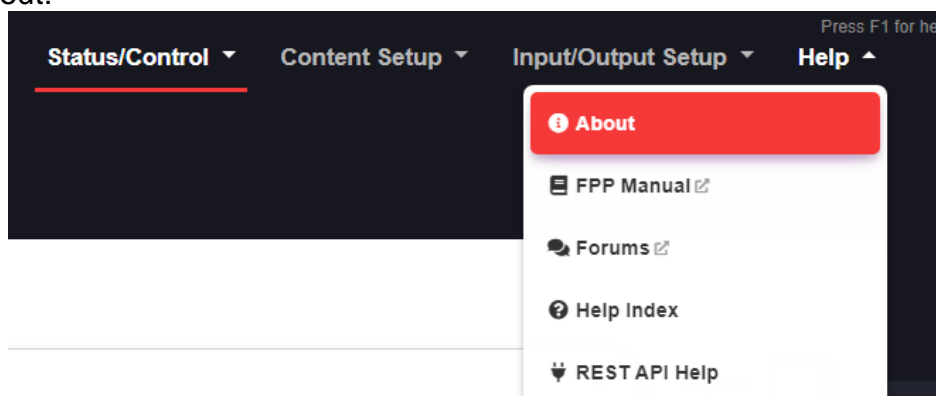 out.
Press F1 for he
Status/Control Content Setup Input/Output Setup Help
About
FPP Manual
Forums
Help Index
REST API Help